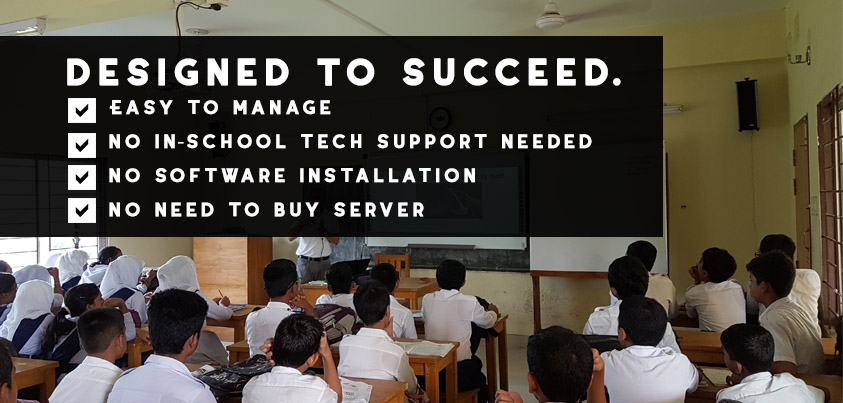 DESIGNED TO SUCCEED.
EASY TO MANAGE
NO IN-SCHOOL TECH SUPPORT NEEDED
NO SOFTWARE INSTALLATION
NO NEED TO BUY SERVER